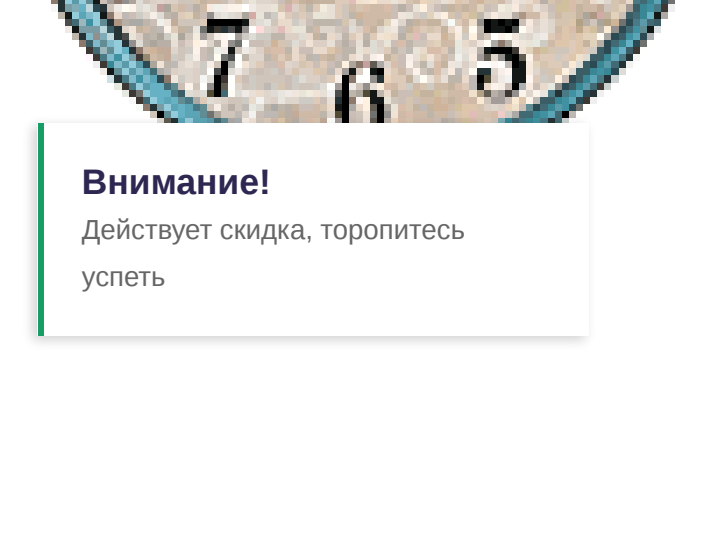 7 5
6
Внимание!
Действует скидка, торопитесь
успеть